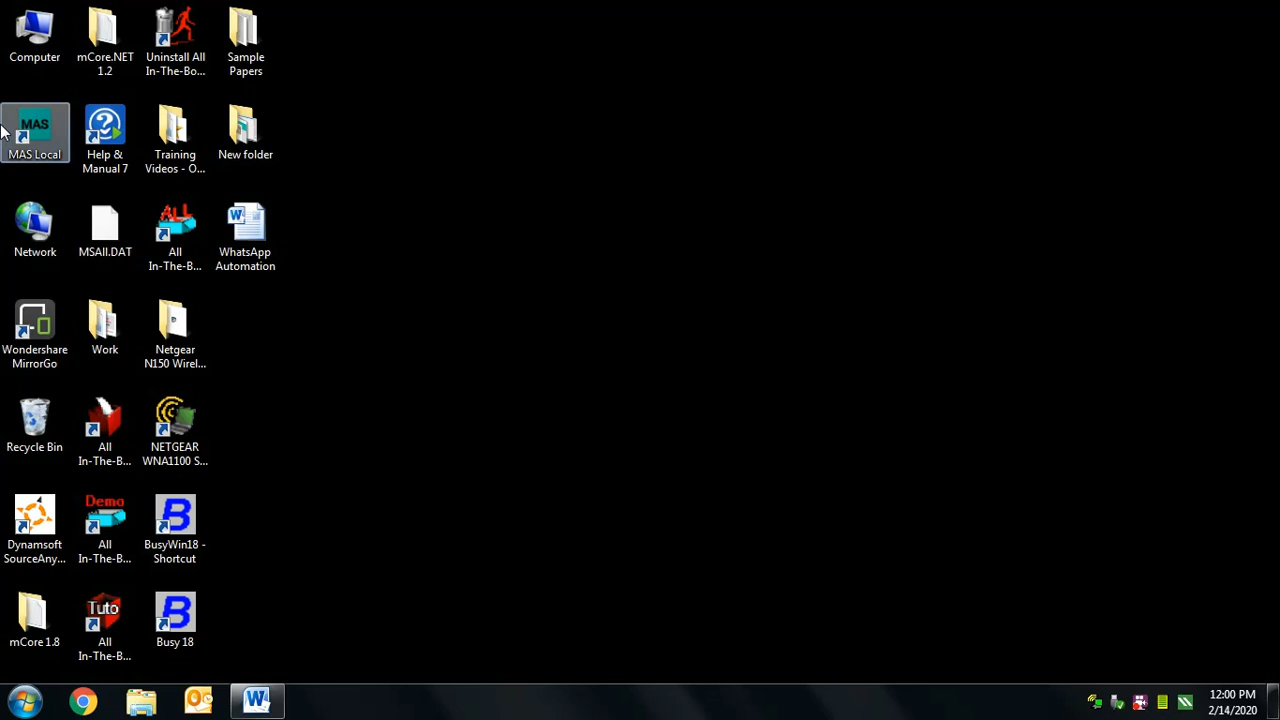 Computer
mCore.NET
1.2
Uninstall All
In-The-Bo...
Sample
Papers
MAS
MAS Local
Help &
Manual 7
Training
Videos - O...
New folder
Network
MSAll.DAT
ALL
All
In-The-B...
W
WhatsApp
Automation
Wondershare
MirrorGo
Work
Netgear
N150 Wirel...
Recycle Bin
All
In-The-B...
NETGEAR
WNA1100 S...
Dynamsoft
SourceAny...
Demo
All
In-The-B...
B
BusyWin18 -
Shortcut
mCore 1.8
Tuto
All
In-The-B...
B
Busy 18
W
12:00 PM
2/14/2020